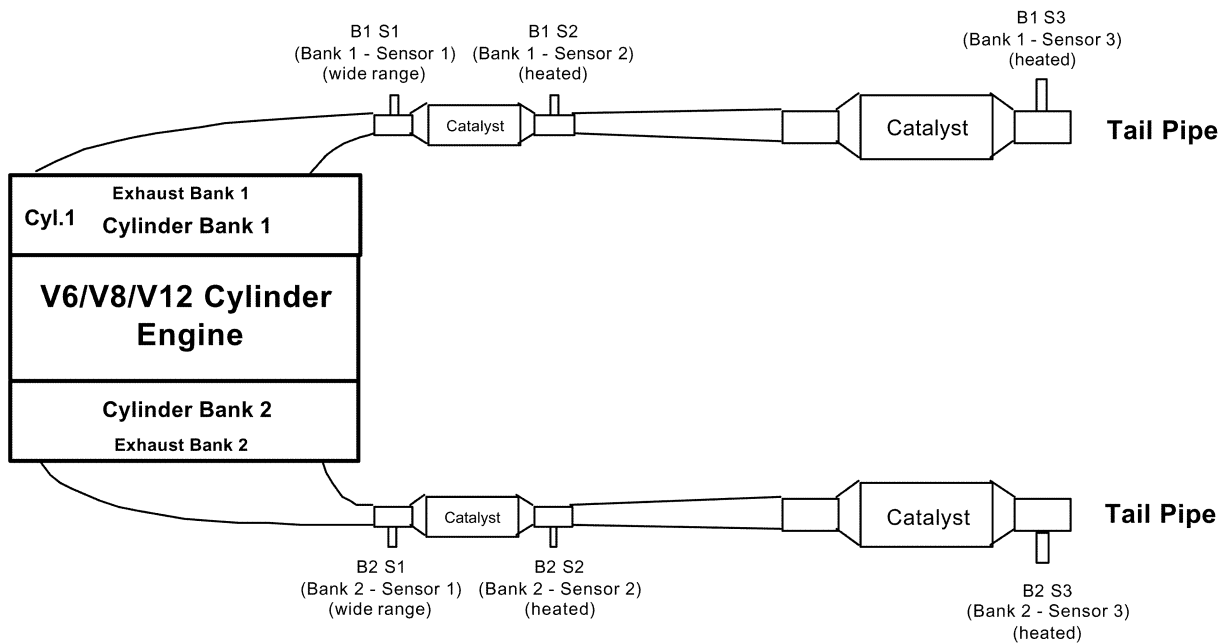 B1 S1
(Bank 1 - Sensor 1)
(wide range)
B1 S2
(Bank 1 - Sensor 2)
(heated)
B1 S3
(Bank 1 - Sensor 3)
(heated)
Catalyst
Catalyst
Tail Pipe
Exhaust Bank 1
Cyl.1
Cylinder Bank 1
V6/V8/V12 Cylinder
Engine
Cylinder Bank 2
Exhaust Bank 2
Catalyst
Catalyst
Tail Pipe
B2 S1
(Bank 2 - Sensor 1)
(wide range)
B2 S2
(Bank 2 - Sensor 2)
(heated)
B2 S3
(Bank 2 - Sensor 3)
(heated)